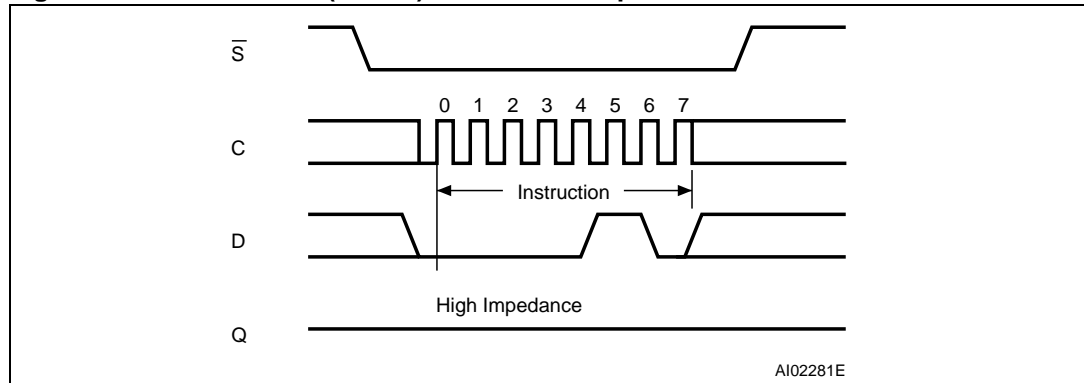 S̅
0 1 2 3 4 5 6 7
C
Instruction
D
High Impedance
Q
AI02281E